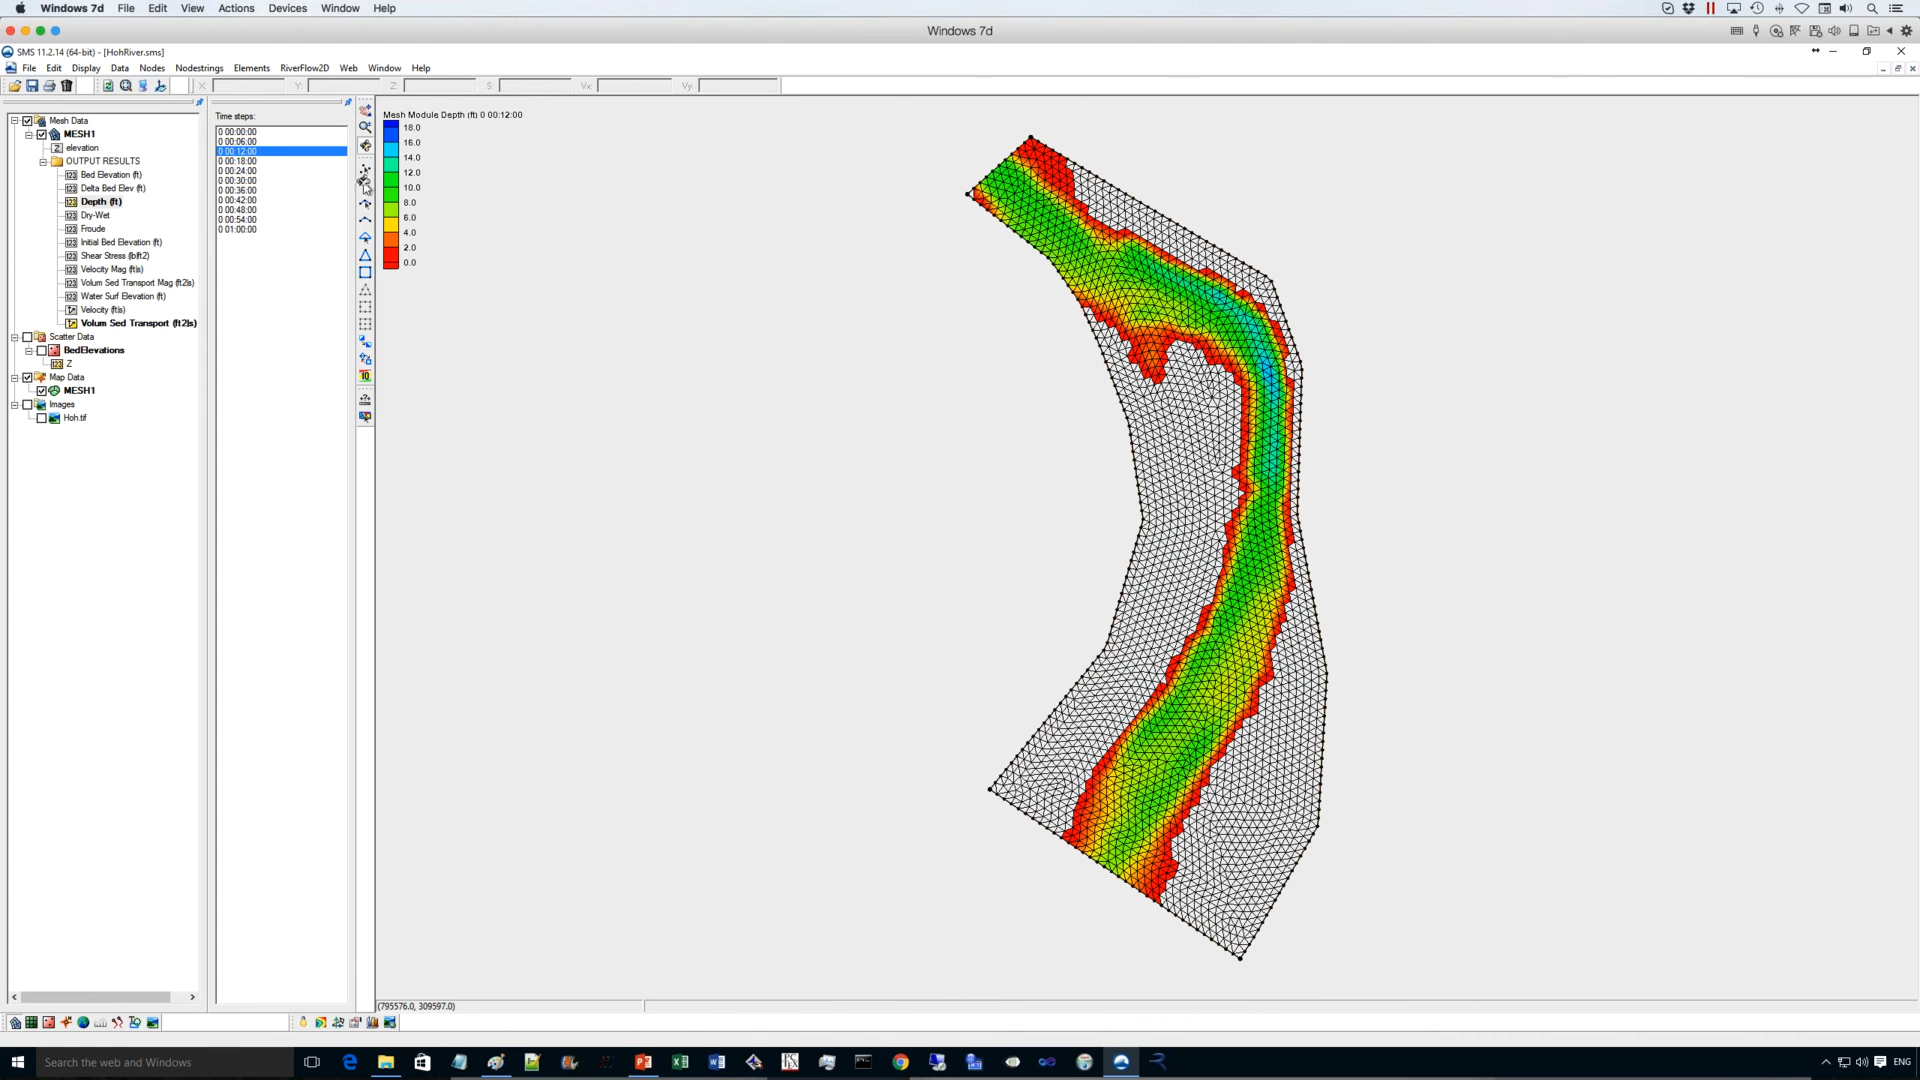 Windows 7d File Edit View Actions Devices Window Help
Windows 7d
SMS 11.2.14 (64-bit) - [HohRiver.sms]
File Edit Display Data Nodes Nodestrings Elements RiverFlow2D Web Window Help
X: Y: Z: S: Vx: Vy:
Mesh Data
MESH1
elevation
OUTPUT RESULTS
Bed Elevation (ft)
Delta Bed Elev (ft)
Depth (ft)
Dry-Wet
Froude
Initial Bed Elevation (ft)
Shear Stress (lb/ft2)
Velocity Mag (ft|s)
Volum Sed Transport Mag (ft2|s)
Water Surf Elevation (ft)
Velocity (ft|s)
Volum Sed Transport (ft2|s)
Scatter Data
BedElevations
Z
Map Data
MESH1
Images
Hoh.tif
Time steps:
0 00:00:00
0 00:06:00
0 00:12:00
0 00:18:00
0 00:24:00
0 00:30:00
0 00:36:00
0 00:42:00
0 00:48:00
0 00:54:00
0 01:00:00
Mesh Module Depth (ft) 0 00:12:00
18.0
16.0
14.0
12.0
10.0
8.0
6.0
4.0
2.0
0.0
(795576.0, 309597.0)
Search the web and Windows
ENG